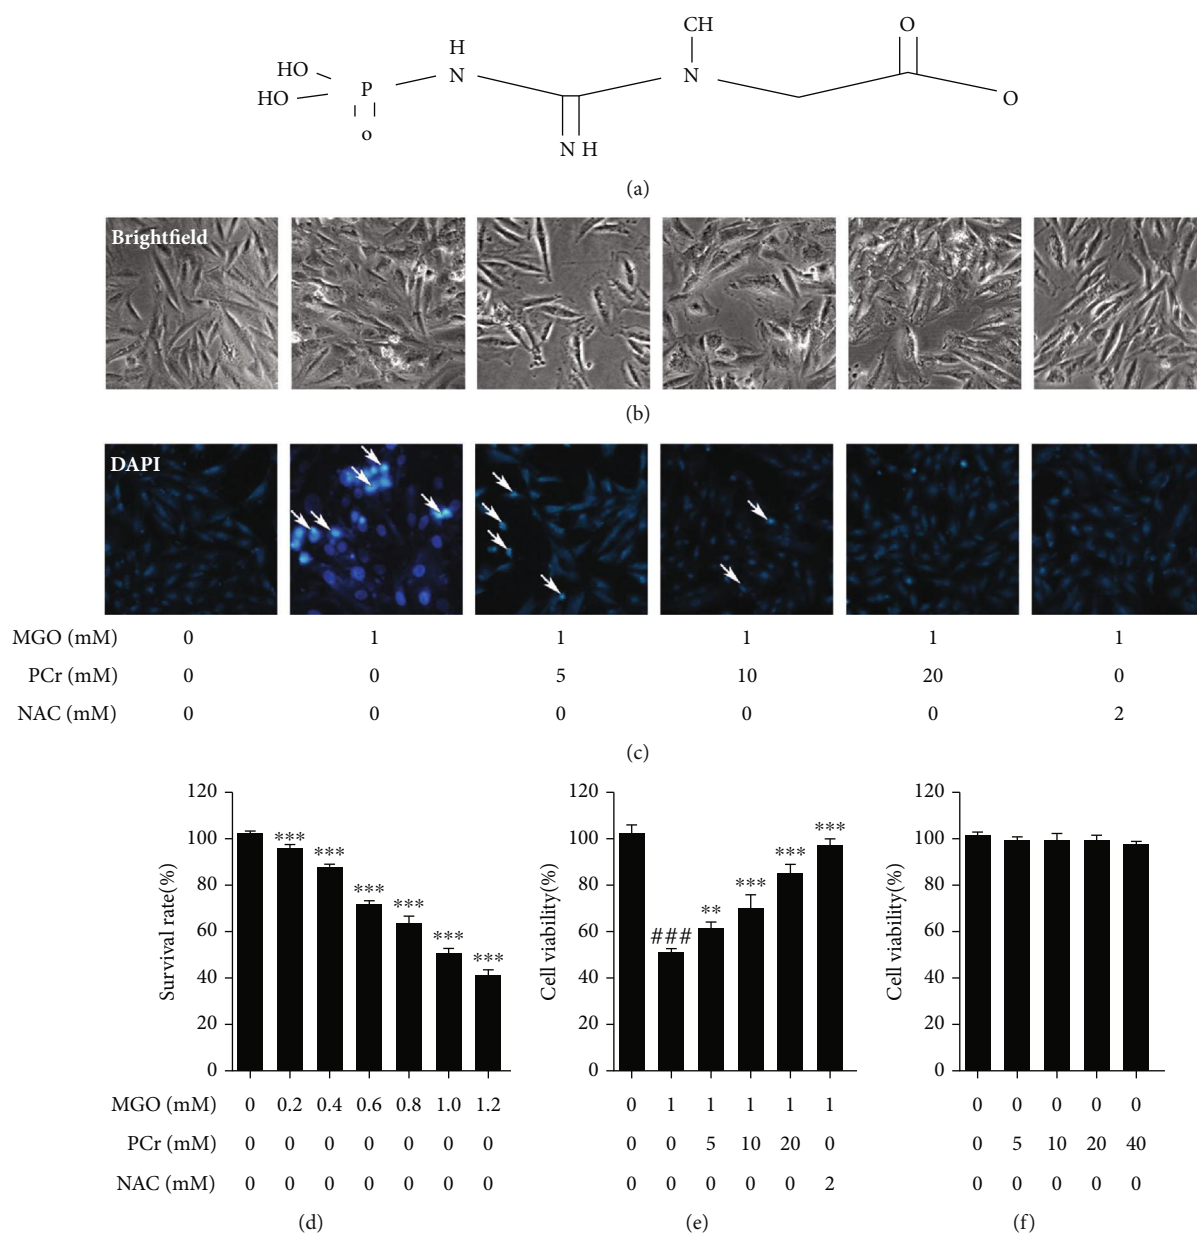 CH
O
H
HO
N
N
P
HO
O
o
N H
(a)
Brightfield
(b)
DAPI
MGO (mM) 0 1 1 1 1 1
PCr (mM) 0 0 5 10 20 0
NAC (mM) 0 0 0 0 0 2
(c)
120
100
80
60
40
20
0
Survival rate(%)
*** *** *** *** *** ***
MGO (mM) 0 0.2 0.4 0.6 0.8 1.0 1.2
PCr (mM) 0 0 0 0 0 0 0
NAC (mM) 0 0 0 0 0 0 0
(d)
120
100
80
60
40
20
0
Cell viability(%)
### ** *** *** ***
0 1 1 1 1 1
0 0 5 10 20 0
0 0 0 0 0 2
(e)
120
100
80
60
40
20
0
Cell viability(%)
0 0 0 0 0
0 5 10 20 40
0 0 0 0 0
(f)